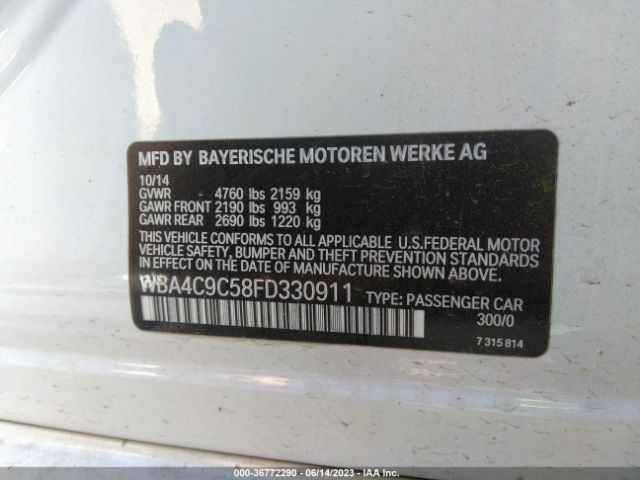 MFD BY BAYERISCHE MOTOREN WERKE AG
10/14
GVWR 4760 lbs 2159 kg
GAWR FRONT 2190 lbs 993 kg
GAWR REAR 2690 lbs 1220 kg
THIS VEHICLE CONFORMS TO ALL APPLICABLE U.S.FEDERAL MOTOR
VEHICLE SAFETY, BUMPER, AND THEFT PREVENTION STANDARDS
IN EFFECT ON THE DATE OF MANUFACTURE SHOWN ABOVE.
WBA4C9C58FD330911 TYPE: PASSENGER CAR
300/0
7 315 814
000-36772290 - 06/14/2023 - IAA Inc.